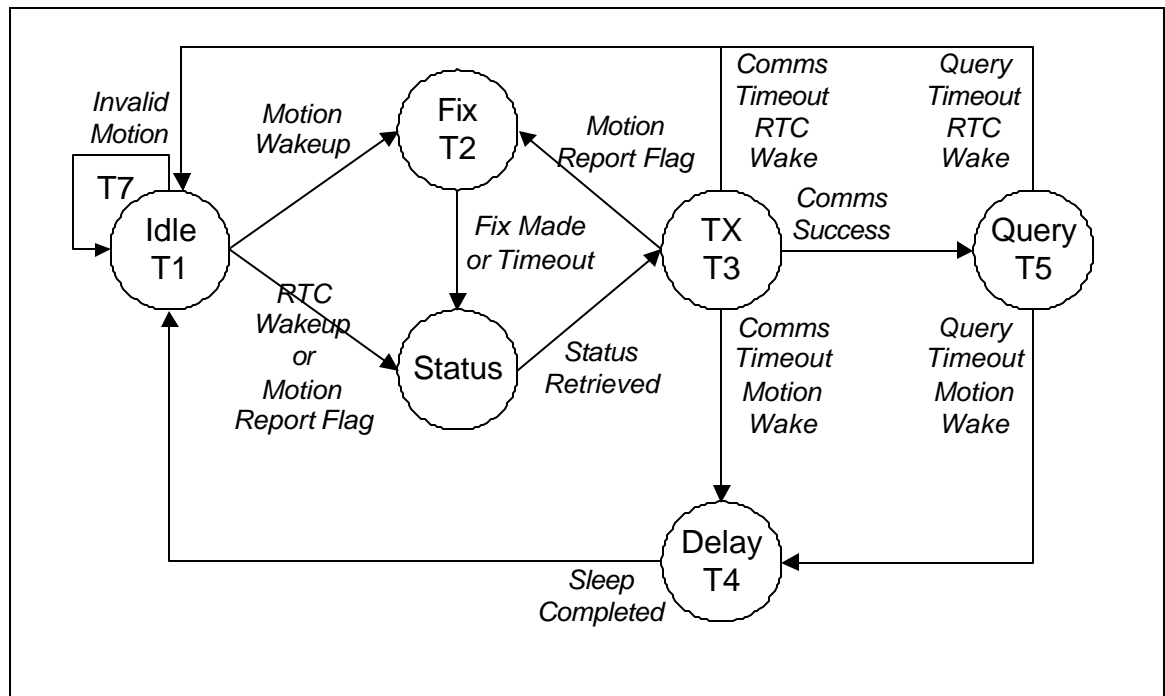 Invalid
Motion
T7
Idle
T1
Motion
Wakeup
Fix
T2
Motion
Report Flag
Comms
Timeout
RTC
Wake
Query
Timeout
RTC
Wake
Fix Made
or Timeout
TX
T3
Comms
Success
Query
T5
RTC
Wakeup
or
Motion
Report Flag
Status
Status
Retrieved
Comms
Timeout
Motion
Wake
Query
Timeout
Motion
Wake
Delay
T4
Sleep
Completed